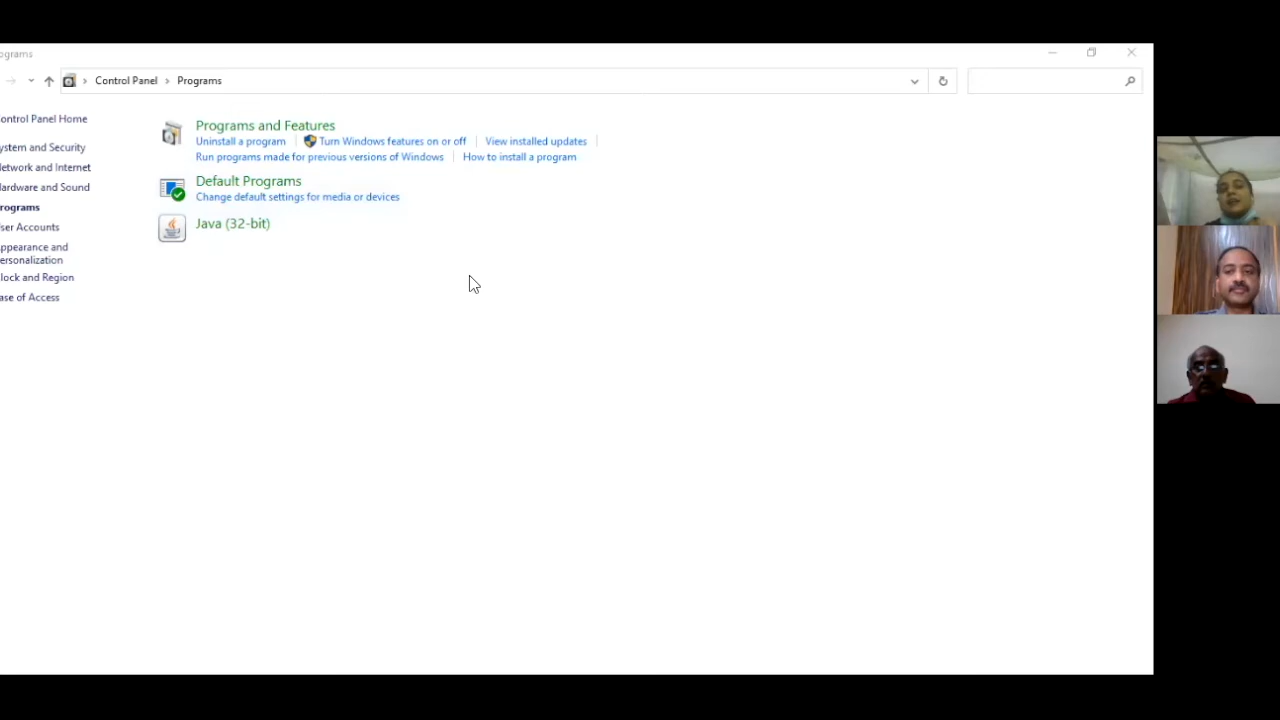 ograms
Control Panel > Programs
ontrol Panel Home
ystem and Security
etwork and Internet
ardware and Sound
rograms
ser Accounts
ppearance and
ersonalization
lock and Region
ase of Access
Programs and Features
Uninstall a program | Turn Windows features on or off | View installed updates |
Run programs made for previous versions of Windows | How to install a program
Default Programs
Change default settings for media or devices
Java (32-bit)